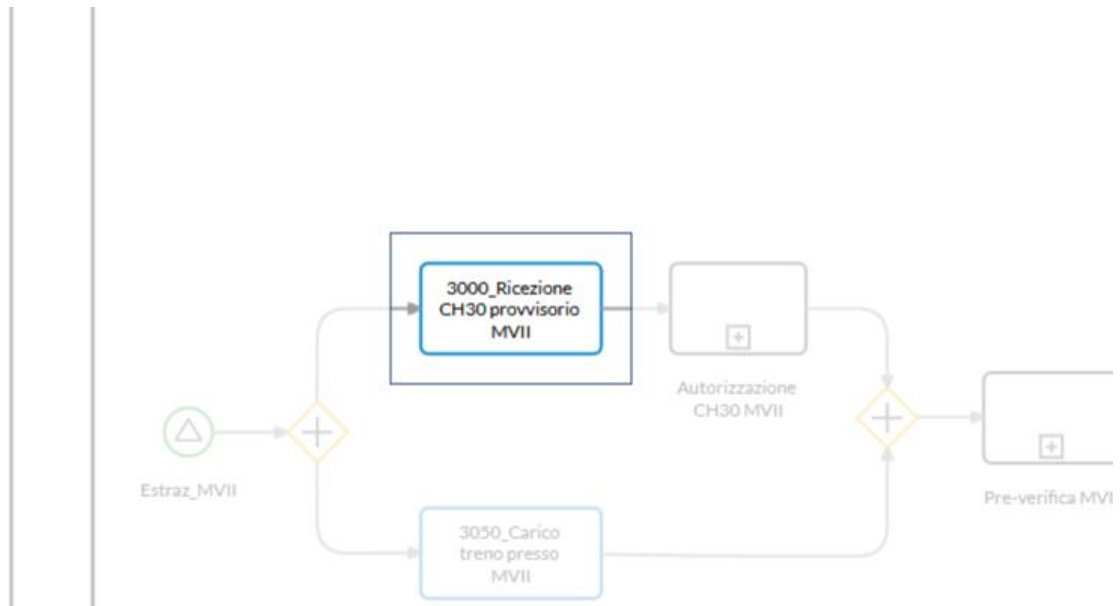 3000_Ricezione
CH30 provvisorio
MVII
Autorizzazione
CH30 MVII
Estraz_MVII
Pre-verifica MVI
3050_Carico
treno presso
MVII